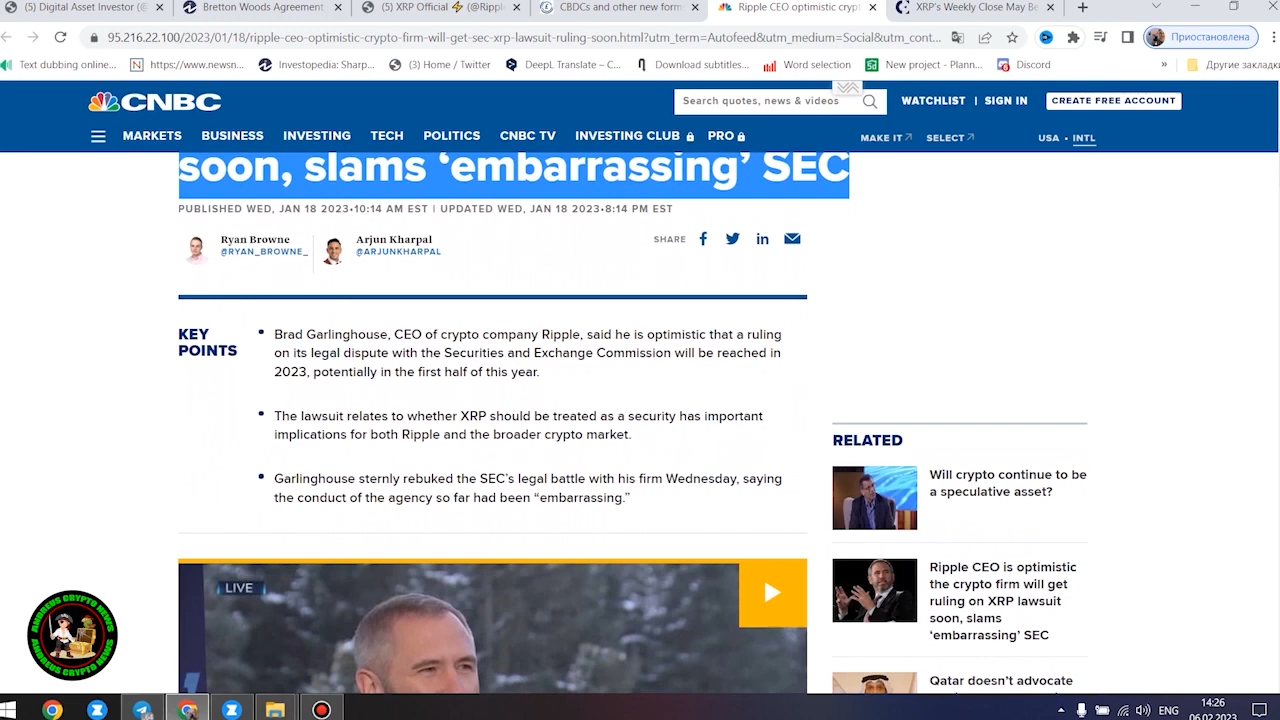 Digital Asset Investor (@
Bretton Woods Agreement
(5) XRP Official ⚡ (@Rippl
CBDCs and other new form
Ripple CEO optimistic crypt
XRP's Weekly Close May Be
95.216.22.100/2023/01/18/ripple-ceo-optimistic-crypto-firm-will-get-sec-xrp-lawsuit-ruling-soon.html?utm_term=Autofeed&utm_medium=Social&utm_cont...
Приостановлена
Text dubbing online...
https://www.newsn...
Investopedia: Sharp...
(3) Home / Twitter
DeepL Translate – C...
Download subtitles...
Word selection
New project - Plann...
Discord
»
Другие закладки
CNBC
Search quotes, news & videos
WATCHLIST | SIGN IN
CREATE FREE ACCOUNT
MARKETS BUSINESS INVESTING TECH POLITICS CNBC TV INVESTING CLUB PRO
MAKE IT SELECT
USA • INTL
soon, slams ‘embarrassing’ SEC
PUBLISHED WED, JAN 18 2023•10:14 AM EST | UPDATED WED, JAN 18 2023•8:14 PM EST
Ryan Browne
@RYAN_BROWNE_
Arjun Kharpal
@ARJUNKHARPAL
SHARE
KEY
POINTS
• Brad Garlinghouse, CEO of crypto company Ripple, said he is optimistic that a ruling
on its legal dispute with the Securities and Exchange Commission will be reached in
2023, potentially in the first half of this year.
• The lawsuit relates to whether XRP should be treated as a security has important
implications for both Ripple and the broader crypto market.
• Garlinghouse sternly rebuked the SEC’s legal battle with his firm Wednesday, saying
the conduct of the agency so far had been “embarrassing.”
LIVE
RELATED
Will crypto continue to be
a speculative asset?
Ripple CEO is optimistic
the crypto firm will get
ruling on XRP lawsuit
soon, slams
‘embarrassing’ SEC
Qatar doesn’t advocate
ANDREUS CRYPTO NEWS
ANDREUS CRYPTO NEWS
ENG
14:26
06.02.2023